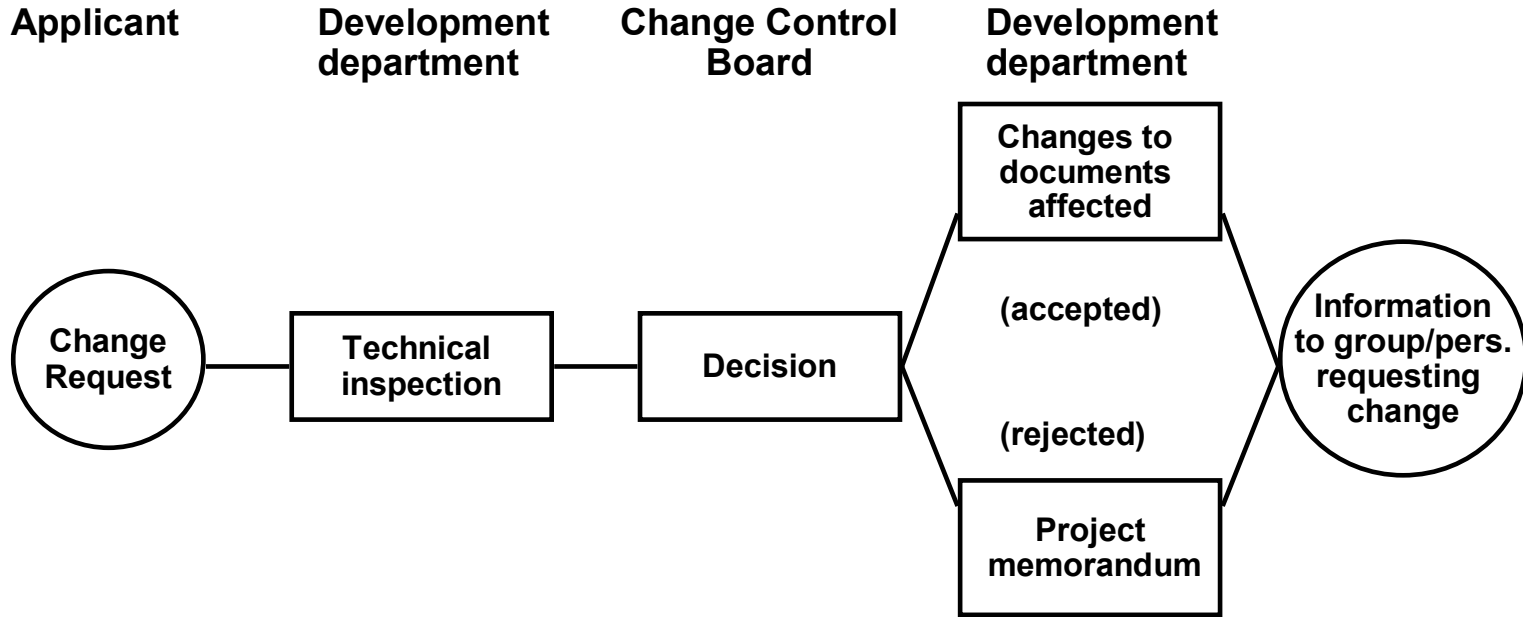 Applicant
Development
department
Change Control
Board
Development
department
Changes to
documents
affected
(accepted)
Change
Request
Technical
inspection
Decision
Information
to group/pers.
requesting
change
(rejected)
Project
memorandum